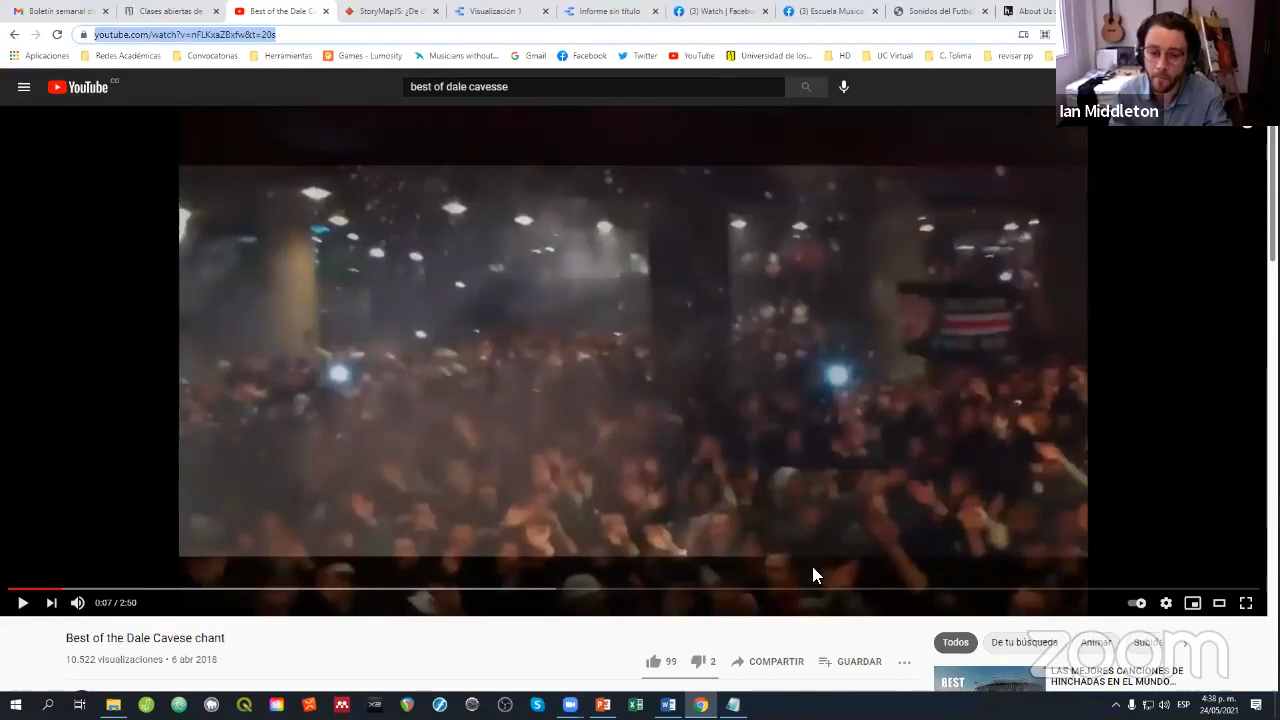 Boletín semanal d
Clases abiertas de
Best of the Dale C
StoryMapJS: ¿De d
Visualización 1
Informe sin título
(3) Watch | Facebo
(3) Escuela Música
Sonidos del Futbol
About Us
youtube.com/watch?v=nFLKxaZBxfw&t=20s
Aplicaciones
Redes Académicas
Convocatorias
Herramientas
Games - Lumosity
Musicians without...
Gmail
Facebook
Twitter
YouTube
Universidad de los...
HD
UC Virtual
C. Tolima
revisar pp
YouTube CO
best of dale cavesse
Ian Middleton
0:07 / 2:50
Best of the Dale Cavese chant
10.522 visualizaciones • 6 abr 2018
99
2
COMPARTIR
GUARDAR
Todos
De tu búsqueda
Animar
Subido
zoom
LAS MEJORES CANCIONES DE
HINCHADAS EN EL MUNDO...
BEST
ESP
4:38 p. m.
24/05/2021